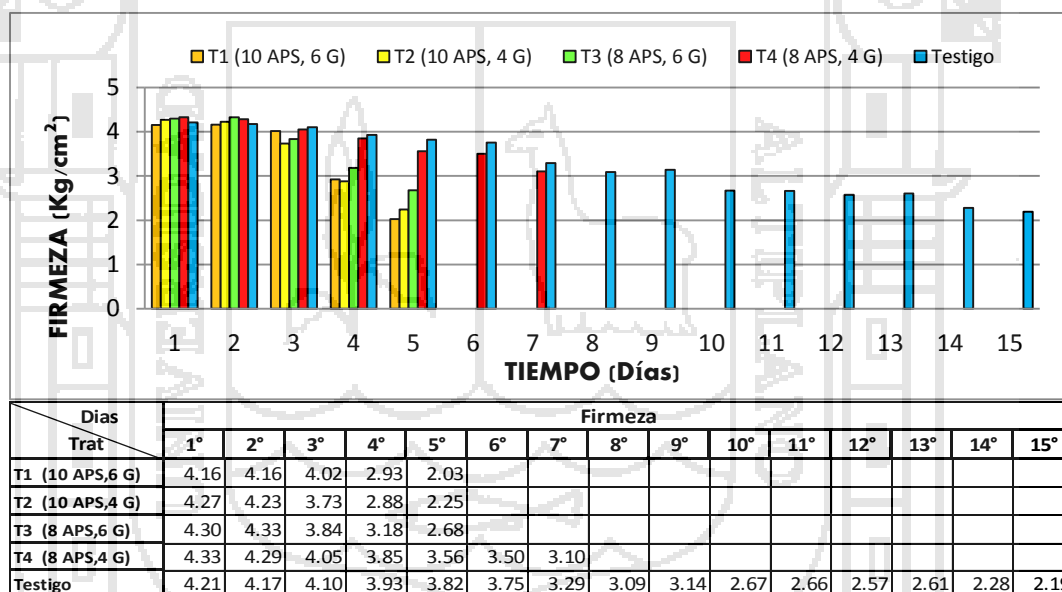 T1 (10 APS, 6 G) T2 (10 APS, 4 G) T3 (8 APS, 6 G) T4 (8 APS, 4 G) Testigo
FIRMEZA (Kg/cm²)
5
4
3
2
1
0
1 2 3 4 5 6 7 8 9 10 11 12 13 14 15
TIEMPO (Días)
Dias Firmeza
Trat 1° 2° 3° 4° 5° 6° 7° 8° 9° 10° 11° 12° 13° 14° 15°
T1 (10 APS,6 G) 4.16 4.16 4.02 2.93 2.03
T2 (10 APS,4 G) 4.27 4.23 3.73 2.88 2.25
T3 (8 APS,6 G) 4.30 4.33 3.84 3.18 2.68
T4 (8 APS,4 G) 4.33 4.29 4.05 3.85 3.56 3.50 3.10
Testigo 4.21 4.17 4.10 3.93 3.82 3.75 3.29 3.09 3.14 2.67 2.66 2.57 2.61 2.28 2.19
ALTIPLANO